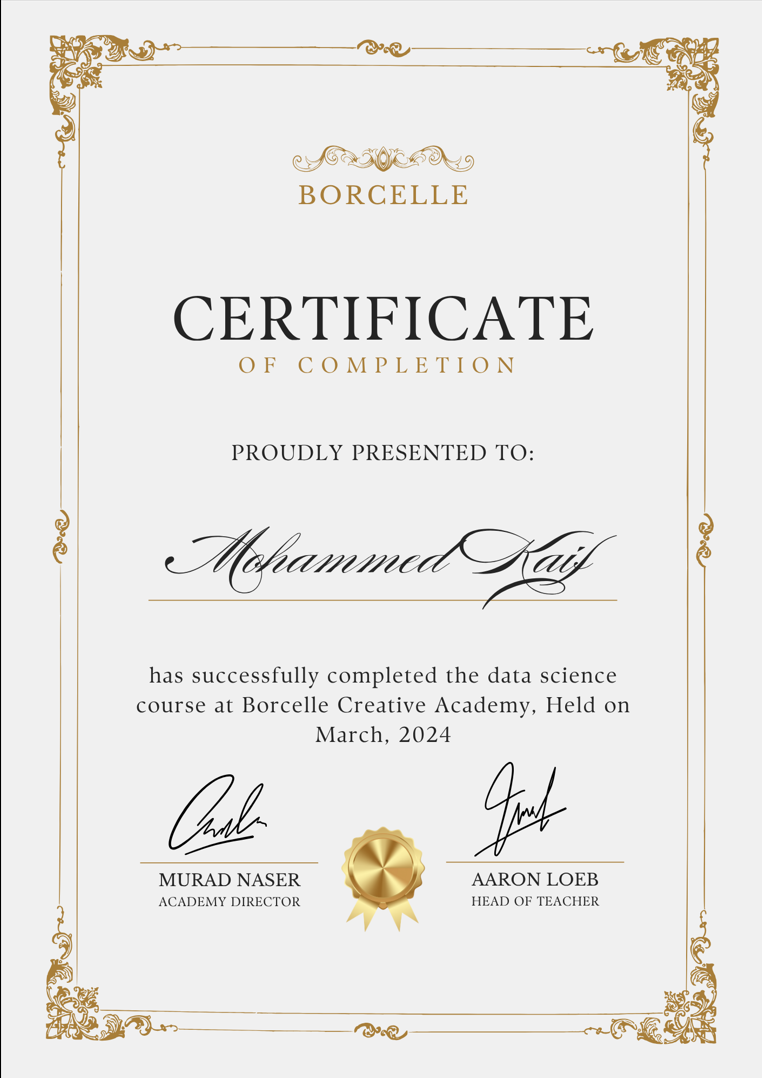 BORCELLE
CERTIFICATE
OF COMPLETION
PROUDLY PRESENTED TO:
Mohammed Kaif
has successfully completed the data science
course at Borcelle Creative Academy, Held on
March, 2024
MURAD NASER
ACADEMY DIRECTOR
AARON LOEB
HEAD OF TEACHER